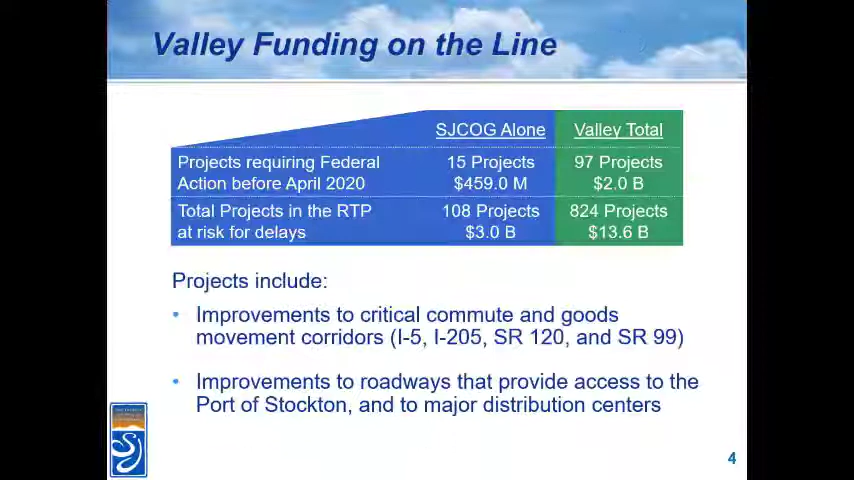 Valley Funding on the Line
SJCOG Alone Valley Total
Projects requiring Federal 15 Projects 97 Projects
Action before April 2020 $459.0 M $2.0 B
Total Projects in the RTP 108 Projects 824 Projects
at risk for delays $3.0 B $13.6 B
Projects include:
• Improvements to critical commute and goods
movement corridors (I-5, I-205, SR 120, and SR 99)
• Improvements to roadways that provide access to the
Port of Stockton, and to major distribution centers
4